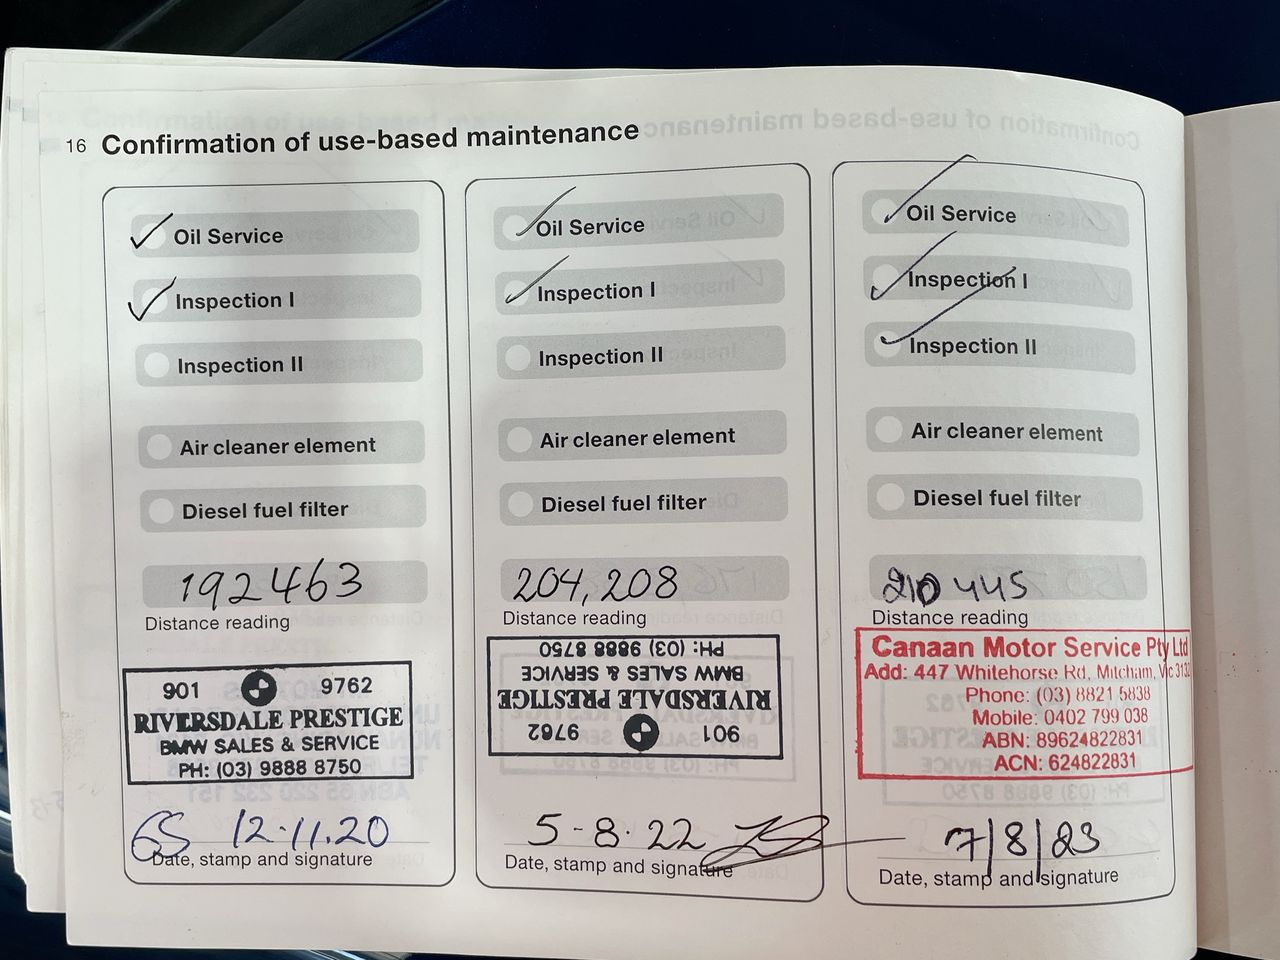 16 Confirmation of use-based maintenance
Oil Service
Inspection I
Inspection II
Air cleaner element
Diesel fuel filter
192463
Distance reading
901 9762
RIVERSDALE PRESTIGE
BMW SALES & SERVICE
PH: (03) 9888 8750
GS 12.11.20
Date, stamp and signature
Oil Service
Inspection I
Inspection II
Air cleaner element
Diesel fuel filter
204,208
Distance reading
901 9762
RIVERSDALE PRESTIGE
BMW SALES & SERVICE
PH: (03) 9888 8750
5-8.22
Date, stamp and signature
Oil Service
Inspection I
Inspection II
Air cleaner element
Diesel fuel filter
210445
Distance reading
Canaan Motor Service Pty Ltd
Add: 447 Whitehorse Rd, Mitcham, Vic 3132
Phone: (03) 8821 5838
Mobile: 0402 799 038
ABN: 89624822831
ACN: 624822831
7/8/23
Date, stamp and signature